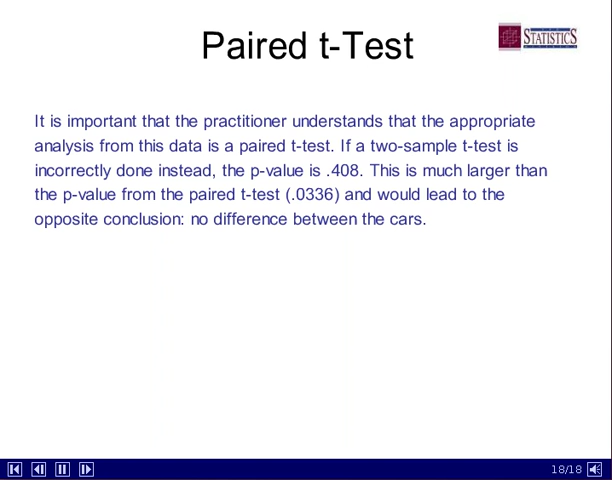 Paired t-Test
STATISTICS
It is important that the practitioner understands that the appropriate
analysis from this data is a paired t-test. If a two-sample t-test is
incorrectly done instead, the p-value is .408. This is much larger than
the p-value from the paired t-test (.0336) and would lead to the
opposite conclusion: no difference between the cars.
18/18